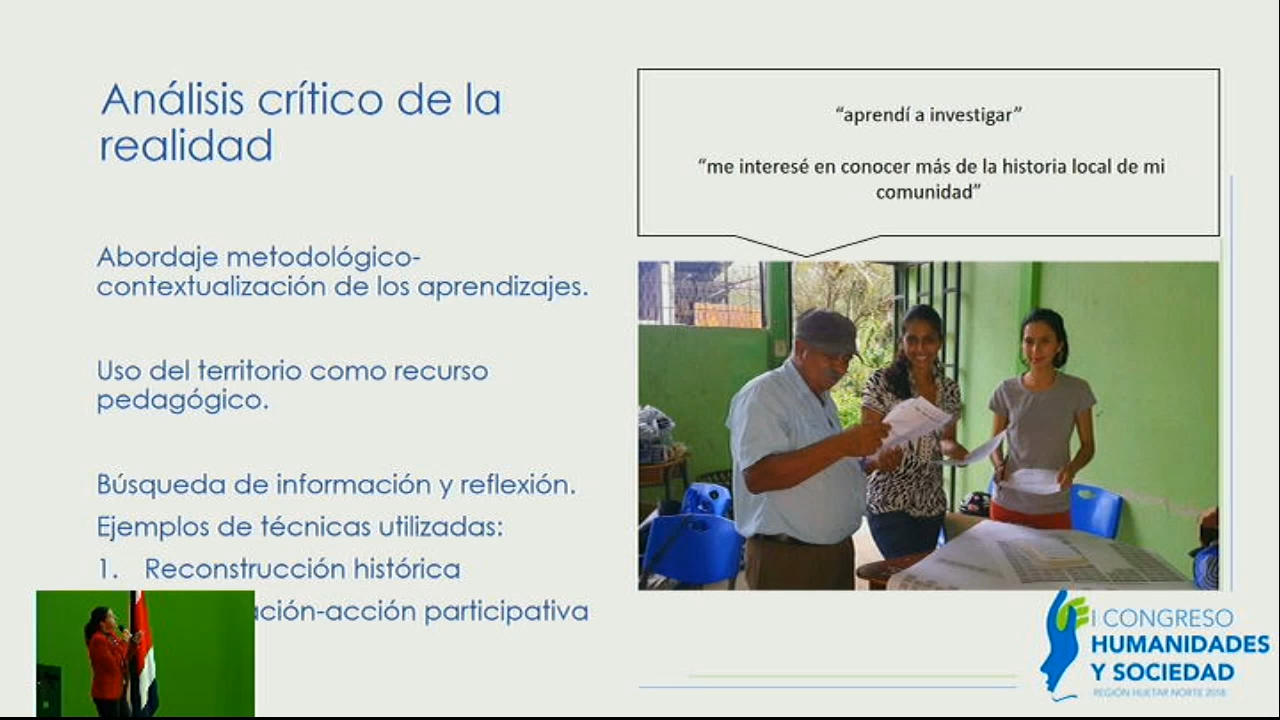 Análisis crítico de la
realidad
“aprendí a investigar”
“me interesé en conocer más de la historia local de mi
comunidad”
Abordaje metodológico-
contextualización de los aprendizajes.
Uso del territorio como recurso
pedagógico.
Búsqueda de información y reflexión.
Ejemplos de técnicas utilizadas:
1. Reconstrucción histórica
participativa
I CONGRESO
HUMANIDADES
Y SOCIEDAD
REGIÓN HUETAR NORTE 2018